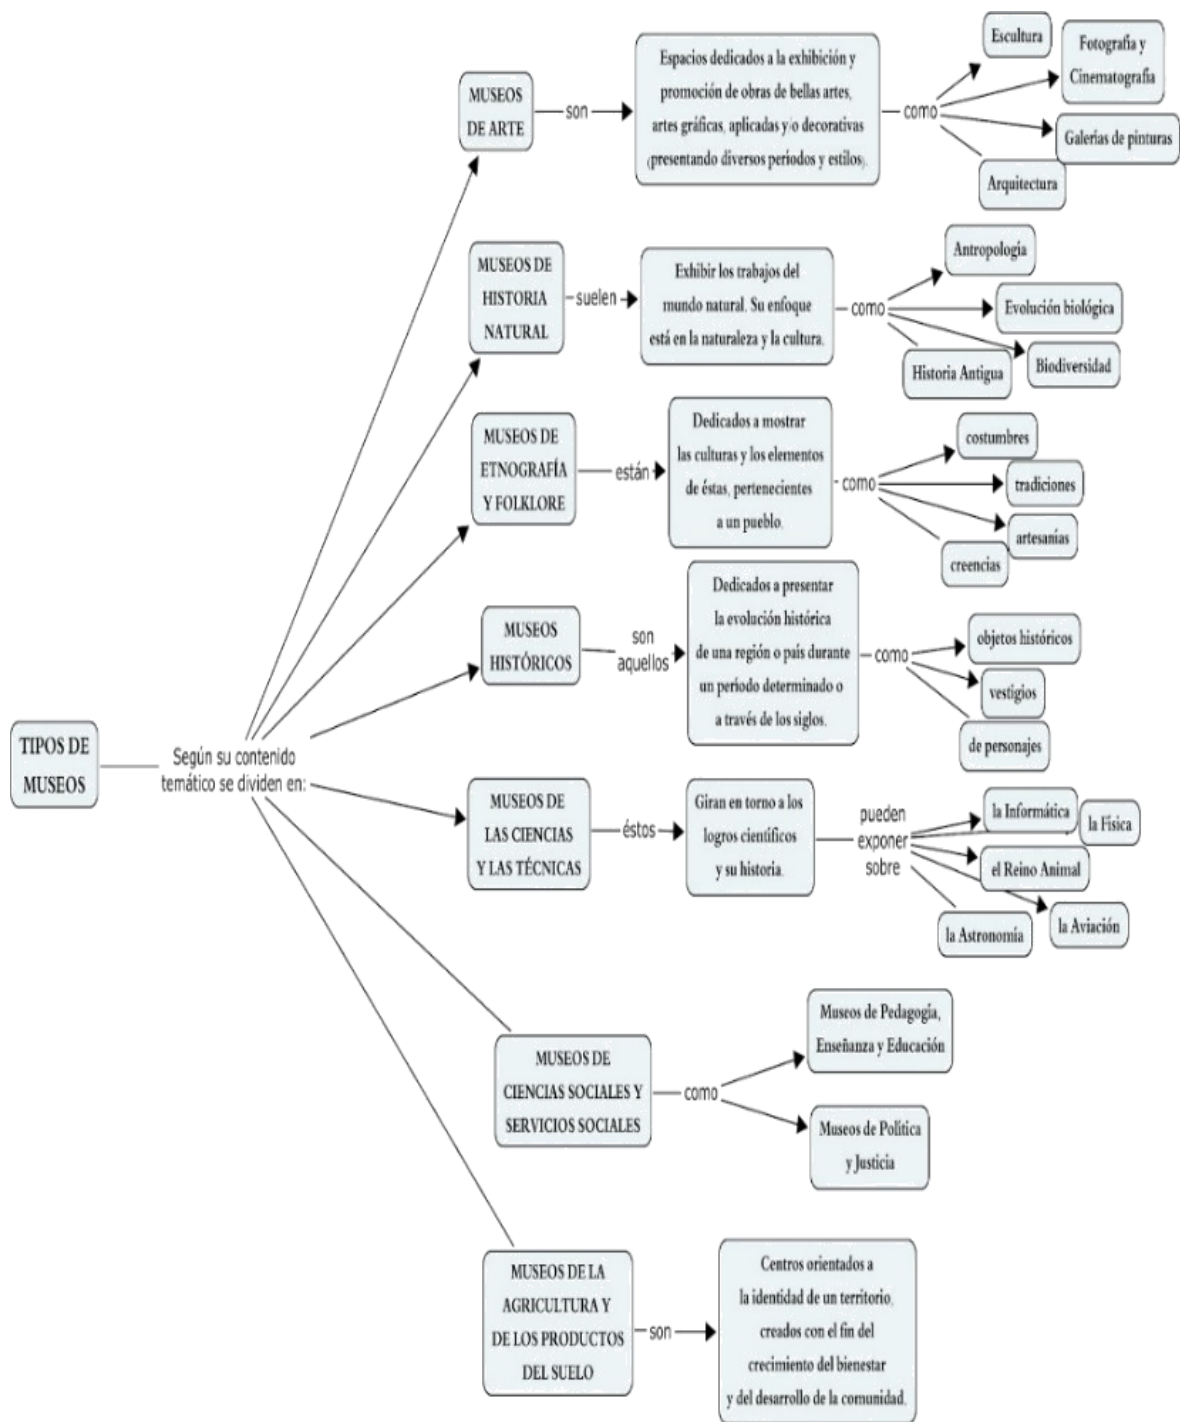 TIPOS DE
MUSEOS
Según su contenido
temático se dividen en:
MUSEOS
DE ARTE
son
Espacios dedicados a la exhibición y
promoción de obras de bellas artes,
artes gráficas, aplicadas y/o decorativas
(presentando diversos períodos y estilos).
como
Escultura
Fotografía y
Cinematografía
Galerías de pinturas
Arquitectura
MUSEOS DE
HISTORIA
NATURAL
suelen
Exhibir los trabajos del
mundo natural. Su enfoque
está en la naturaleza y la cultura.
como
Antropología
Evolución biológica
Biodiversidad
Historia Antigua
MUSEOS DE
ETNOGRAFÍA
Y FOLKLORE
están
Dedicados a mostrar
las culturas y los elementos
de éstas, pertenecientes
a un pueblo.
como
costumbres
tradiciones
artesanías
creencias
MUSEOS
HISTÓRICOS
son
aquellos
Dedicados a presentar
la evolución histórica
de una región o país durante
un período determinado o
a través de los siglos.
como
objetos históricos
vestigios
de personajes
MUSEOS DE
LAS CIENCIAS
Y LAS TÉCNICAS
éstos
Giran en torno a los
logros científicos
y su historia.
pueden
exponer
sobre
la Informática
la Física
el Reino Animal
la Aviación
la Astronomía
MUSEOS DE
CIENCIAS SOCIALES Y
SERVICIOS SOCIALES
como
Museos de Pedagogía,
Enseñanza y Educación
Museos de Política
y Justicia
MUSEOS DE LA
AGRICULTURA Y
DE LOS PRODUCTOS
DEL SUELO
son
Centros orientados a
la identidad de un territorio,
creados con el fin del
crecimiento del bienestar
y del desarrollo de la comunidad.